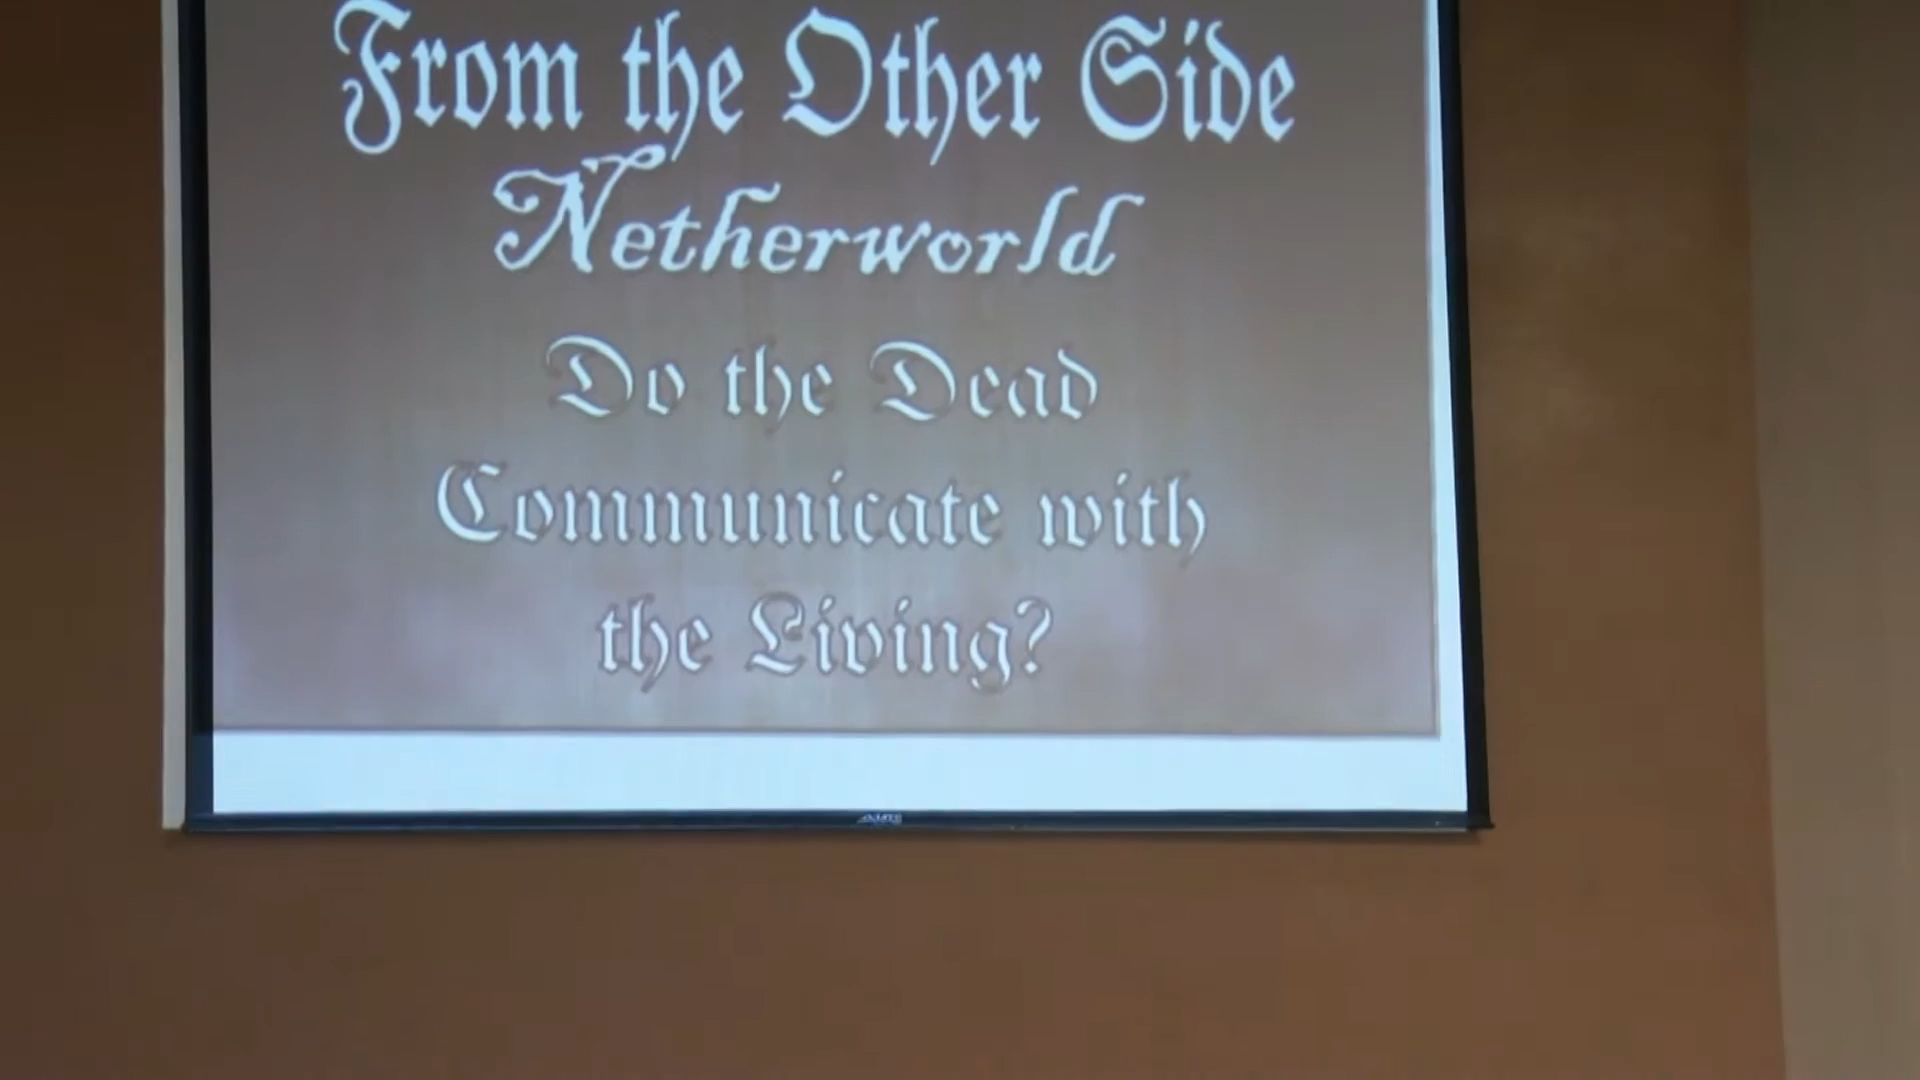 From the Other Side
Netherworld
Do the Dead
Communicate with
the Living?